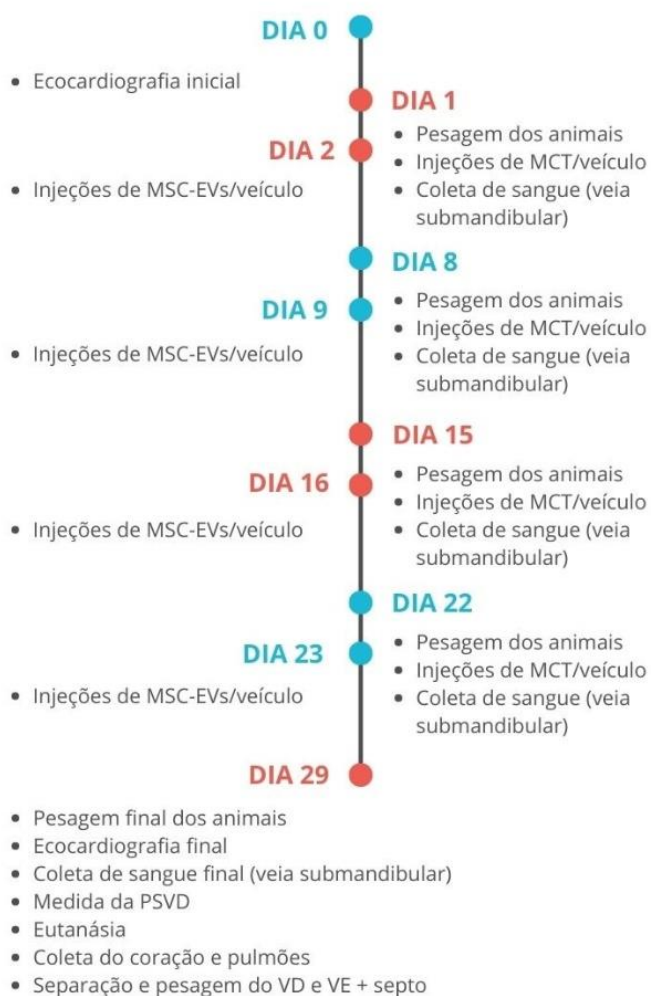 DIA 0
• Ecocardiografia inicial
DIA 1
• Pesagem dos animais
• Injeções de MCT/veículo
• Coleta de sangue (veia
submandibular)
DIA 2
• Injeções de MSC-EVs/veículo
DIA 8
• Pesagem dos animais
• Injeções de MCT/veículo
• Coleta de sangue (veia
submandibular)
DIA 9
• Injeções de MSC-EVs/veículo
DIA 15
• Pesagem dos animais
• Injeções de MCT/veículo
• Coleta de sangue (veia
submandibular)
DIA 16
• Injeções de MSC-EVs/veículo
DIA 22
• Pesagem dos animais
• Injeções de MCT/veículo
• Coleta de sangue (veia
submandibular)
DIA 23
• Injeções de MSC-EVs/veículo
DIA 29
• Pesagem final dos animais
• Ecocardiografia final
• Coleta de sangue final (veia submandibular)
• Medida da PSVD
• Eutanásia
• Coleta do coração e pulmões
• Separação e pesagem do VD e VE + septo